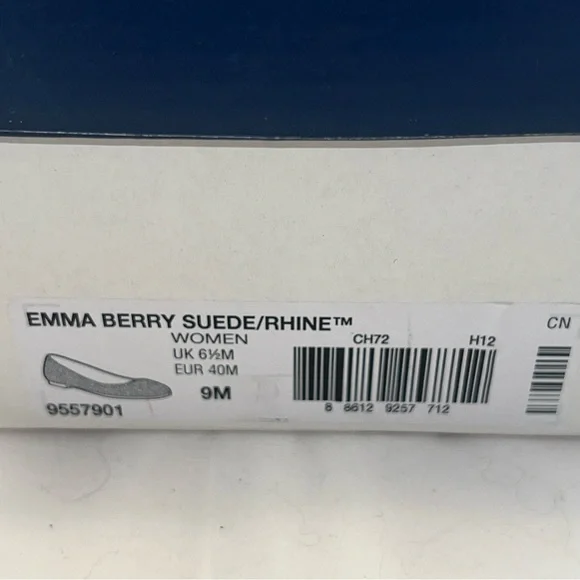 EMMA BERRY SUEDE/RHINE™
WOMEN
UK 6½M
EUR 40M
9M
9557901
CH72 H12
8 8612 9257 712
CN